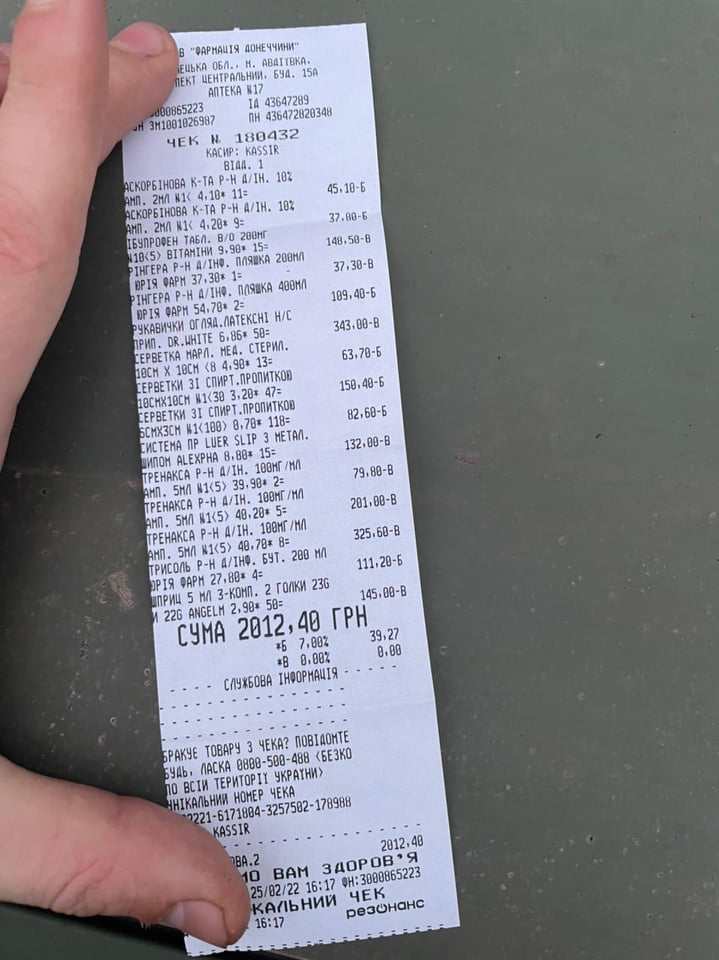 В "ФАРМАЦІЯ ДОНЕЧЧИНИ"
ЕЦЬКА ОБЛ., М. АВДІЇВКА,
ПЕКТ ЦЕНТРАЛЬНИЙ, БУД. 15А
АПТЕКА №17
3000865223 ІД 43647289
ЗН ЗМ1001026987 ПН 436472820348
ЧЕК № 180432
КАСИР: KASSIR
ВІДД. 1
АСКОРБІНОВА К-ТА Р-Н Д/ІН. 10%
АМП. 2МЛ №1< 4,10* 11= 45,10-Б
АСКОРБІНОВА К-ТА Р-Н Д/ІН. 10%
АМП. 2МЛ №1< 4,20* 9= 37,80-Б
ІБУПРОФЕН ТАБЛ. В/О 200МГ
№10<5> ВІТАМІНИ 9,90* 15= 148,50-В
РІНГЕРА Р-Н Д/ІНФ. ПЛЯШКА 200МЛ
ЮРІЯ ФАРМ 37,30* 1= 37,30-В
РІНГЕРА Р-Н Д/ІНФ. ПЛЯШКА 400МЛ
ЮРІЯ ФАРМ 54,70* 2= 109,40-Б
РУКАВИЧКИ ОГЛЯД.ЛАТЕКСНІ Н/С
ПРИП. DR.WHITE 6,86* 50= 343,00-В
СЕРВЕТКА МАРЛ. МЕД. СТЕРИЛ.
10СМ Х 10СМ <8 4,90* 13= 63,70-Б
СЕРВЕТКИ ЗІ СПИРТ.ПРОПИТКОЮ
10СМХ10СМ №1<30 3,20* 47= 150,40-Б
СЕРВЕТКИ ЗІ СПИРТ.ПРОПИТКОЮ
6СМХ3СМ №1<100> 0,70* 118= 82,60-Б
СИСТЕМА ПР LUER SLIP З МЕТАЛ.
ШИПОМ ALEXPHA 8,80* 15= 132,00-В
ТРЕНАКСА Р-Н Д/ІН. 100МГ/МЛ
АМП. 5МЛ №1<5> 39,90* 2= 79,80-В
ТРЕНАКСА Р-Н Д/ІН. 100МГ/МЛ
АМП. 5МЛ №1<5> 40,20* 5= 201,00-В
ТРЕНАКСА Р-Н Д/ІН. 100МГ/МЛ
АМП. 5МЛ №1<5> 40,70* 8= 325,60-В
ТРИСОЛЬ Р-Н Д/ІНФ. БУТ. 200 МЛ
ЮРІЯ ФАРМ 27,80* 4= 111,20-Б
ШПРИЦ 5 МЛ 3-КОМП. 2 ГОЛКИ 23G
И 22G ANGELM 2,90* 50= 145,00-В
СУМА 2012,40 ГРН
*Б 7,00% 39,27
*В 0,00% 0,00
СЛУЖБОВА ІНФОРМАЦІЯ
БРАКУЄ ТОВАРУ З ЧЕКА? ПОВІДОМТЕ
БУДЬ, ЛАСКА 0800-500-488 <БЕЗКО
ПО ВСІЙ ТЕРИТОРІЇ УКРАЇНИ>
УНІКАЛЬНИЙ НОМЕР ЧЕКА
0221-6171804-3257502-178988
KASSIR
ОВА.2 2012,40
МО ВАМ ЗДОРОВ'Я
25/02/22 16:17 ФН:3000865223
КАЛЬНИЙ ЧЕК
16:17 резонанс